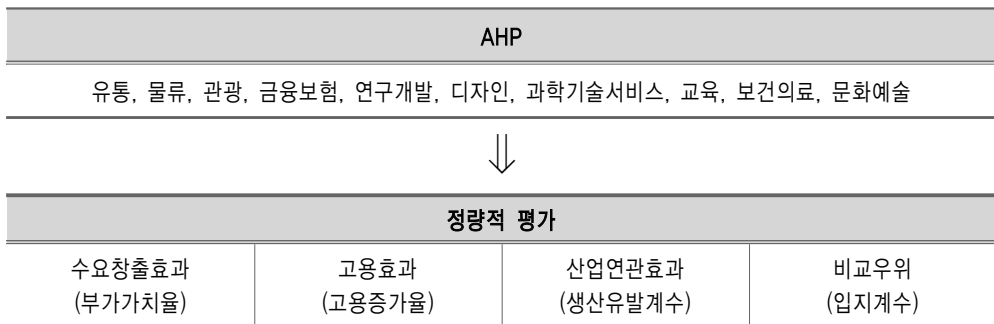 AHP
유통, 물류, 관광, 금융보험, 연구개발, 디자인, 과학기술서비스, 교육, 보건의료, 문화예술
정량적 평가
수요창출효과
(부가가치율)
고용효과
(고용증가율)
산업연관효과
(생산유발계수)
비교우위
(입지계수)